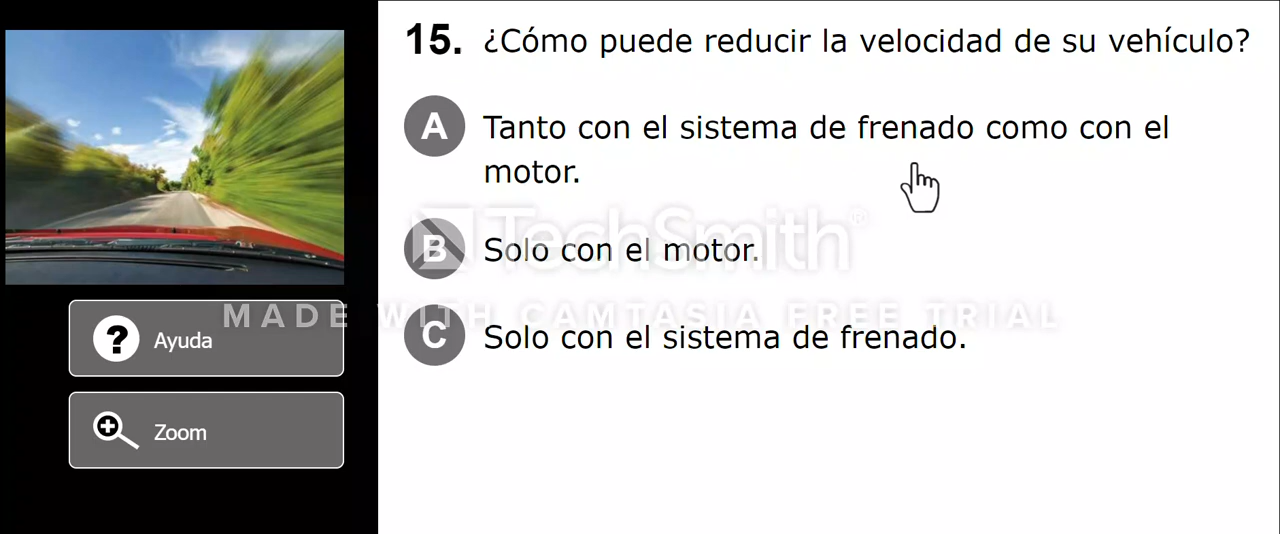 15. ¿Cómo puede reducir la velocidad de su vehículo?
A Tanto con el sistema de frenado como con el
motor.
B Solo con el motor.
C Solo con el sistema de frenado.
TechSmith®
MADE WITH CAMTASIA FREE TRIAL
? Ayuda
Zoom